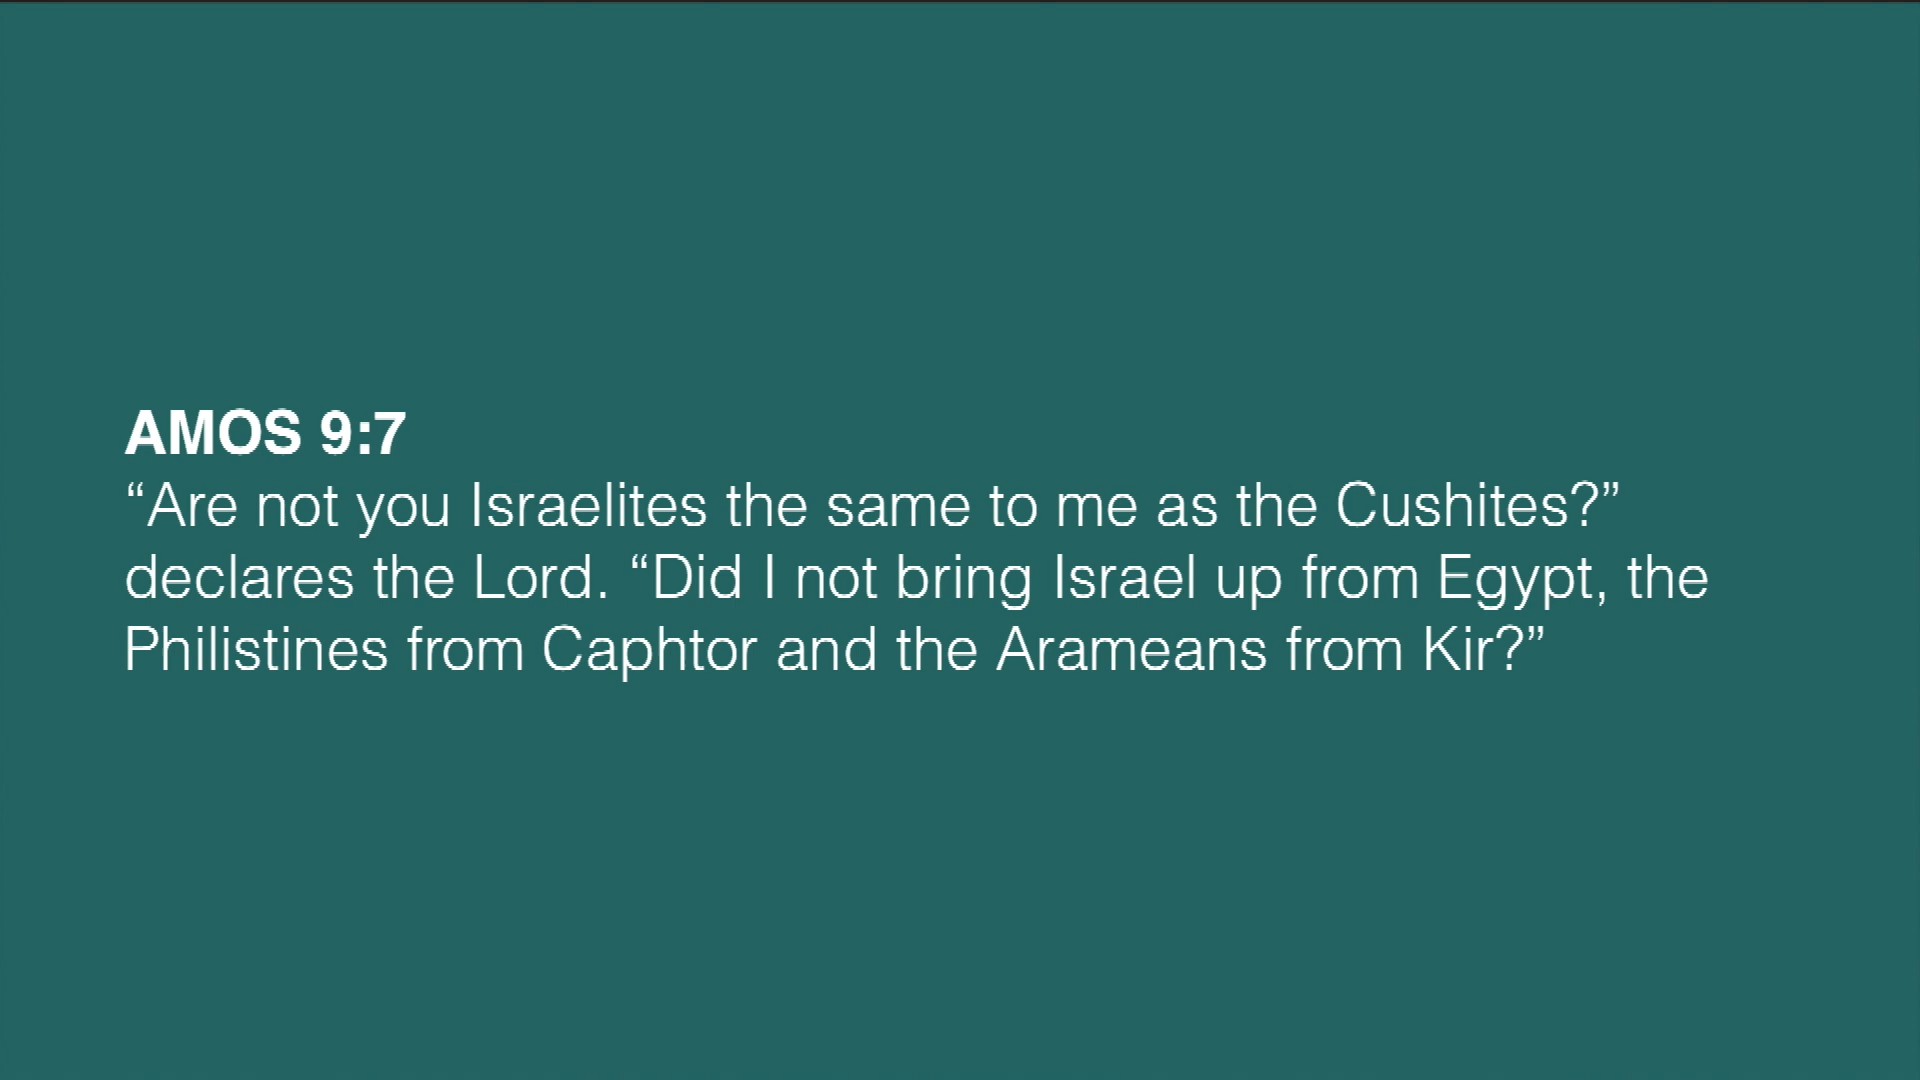 AMOS 9:7
“Are not you Israelites the same to me as the Cushites?”
declares the Lord. “Did I not bring Israel up from Egypt, the
Philistines from Caphtor and the Arameans from Kir?”